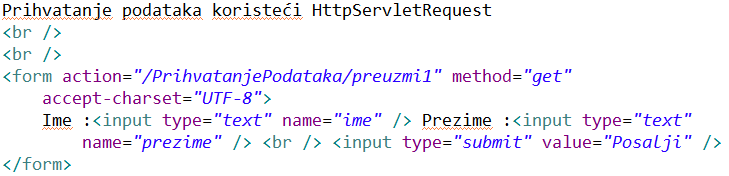 Prihvatanje podataka koristeći HttpServletRequest
<br />
<br />
<form action="/PrihvatanjePodataka/preuzmi1" method="get"
accept-charset="UTF-8">
Ime :<input type="text" name="ime" /> Prezime :<input type="text"
name="prezime" /> <br /> <input type="submit" value="Posalji" />
</form>